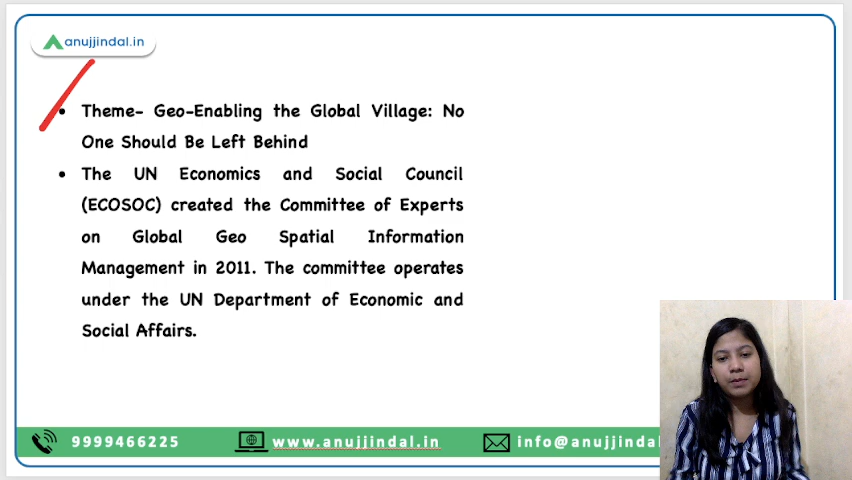 anujjindal.in
• Theme- Geo-Enabling the Global Village: No
One Should Be Left Behind
• The UN Economics and Social Council
(ECOSOC) created the Committee of Experts
on Global Geo Spatial Information
Management in 2011. The committee operates
under the UN Department of Economic and
Social Affairs.
9999466225 www.anujjindal.in info@anujjindal